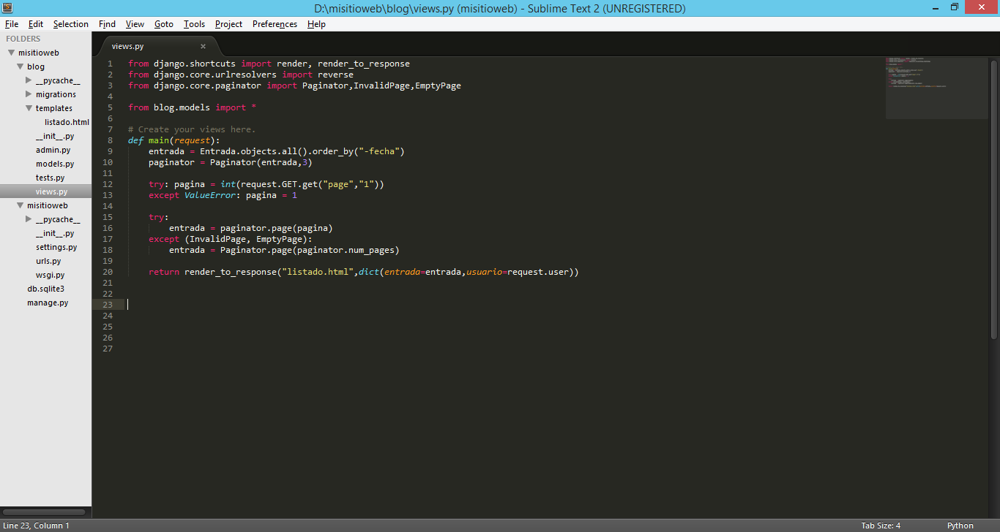 D:\misitioweb\blog\views.py (misitioweb) - Sublime Text 2 (UNREGISTERED)
File Edit Selection Find View Goto Tools Project Preferences Help
FOLDERS
misitioweb
blog
__pycache__
migrations
templates
listado.html
__init__.py
admin.py
models.py
tests.py
views.py
misitioweb
__pycache__
__init__.py
settings.py
urls.py
wsgi.py
db.sqlite3
manage.py
views.py ×
1 from django.shortcuts import render, render_to_response
2 from django.core.urlresolvers import reverse
3 from django.core.paginator import Paginator,InvalidPage,EmptyPage
4
5 from blog.models import *
6
7 # Create your views here.
8 def main(request):
9     entrada = Entrada.objects.all().order_by("-fecha")
10     paginator = Paginator(entrada,3)
11
12     try: pagina = int(request.GET.get("page","1"))
13     except ValueError: pagina = 1
14
15     try:
16         entrada = paginator.page(pagina)
17     except (InvalidPage, EmptyPage):
18         entrada = Paginator.page(paginator.num_pages)
19
20     return render_to_response("listado.html",dict(entrada=entrada,usuario=request.user))
21
22
23
24
25
26
27
Line 23, Column 1 Tab Size: 4 Python